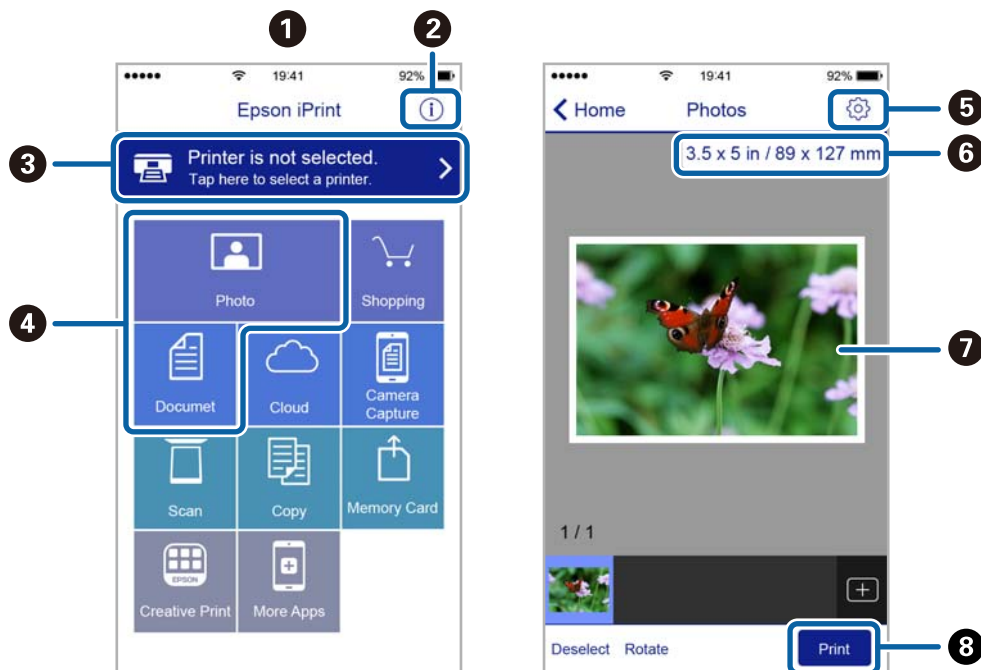 1
2
19:41
92%
Epson iPrint
3
Printer is not selected.
Tap here to select a printer.
4
Photo
Shopping
Documet
Cloud
Camera
Capture
Scan
Copy
Memory Card
EPSON
Creative Print
More Apps
19:41
92%
Home
Photos
5
3.5 x 5 in / 89 x 127 mm
6
7
1 / 1
Deselect
Rotate
Print
8